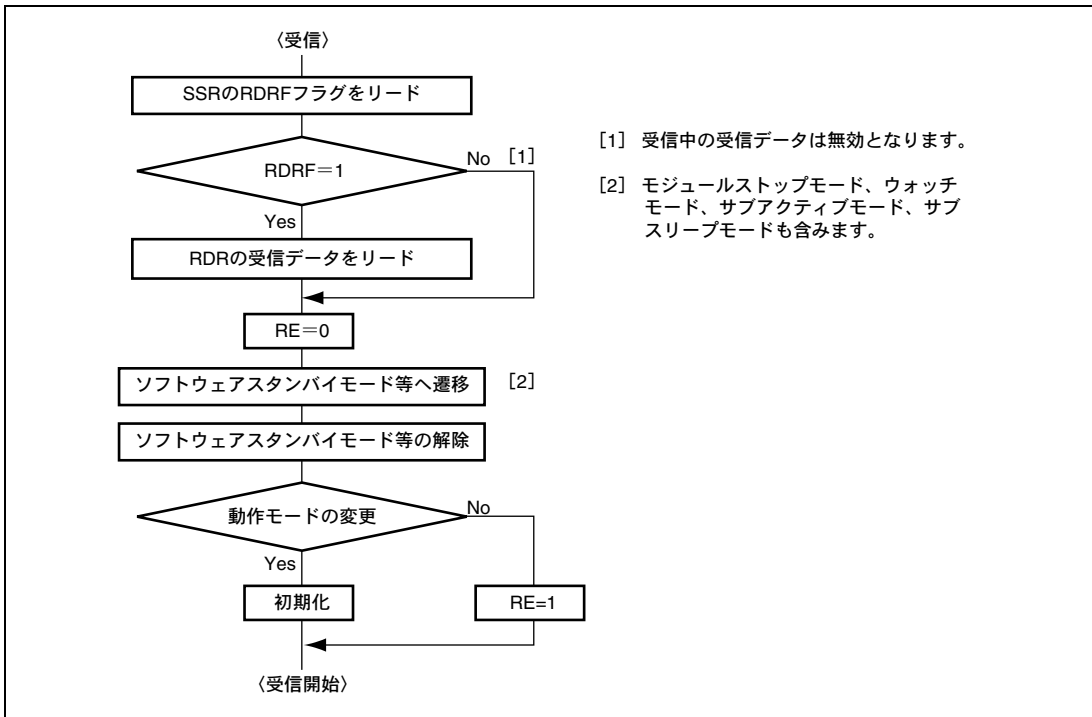 〈受信〉
SSRのRDRFフラグをリード
RDRF＝1
No [1]
Yes
RDRの受信データをリード
RE＝0
ソフトウェアスタンバイモード等へ遷移 [2]
ソフトウェアスタンバイモード等の解除
動作モードの変更
No
Yes
初期化
RE=1
〈受信開始〉
[1] 受信中の受信データは無効となります。
[2] モジュールストップモード、ウォッチ
モード、サブアクティブモード、サブ
スリープモードも含みます。